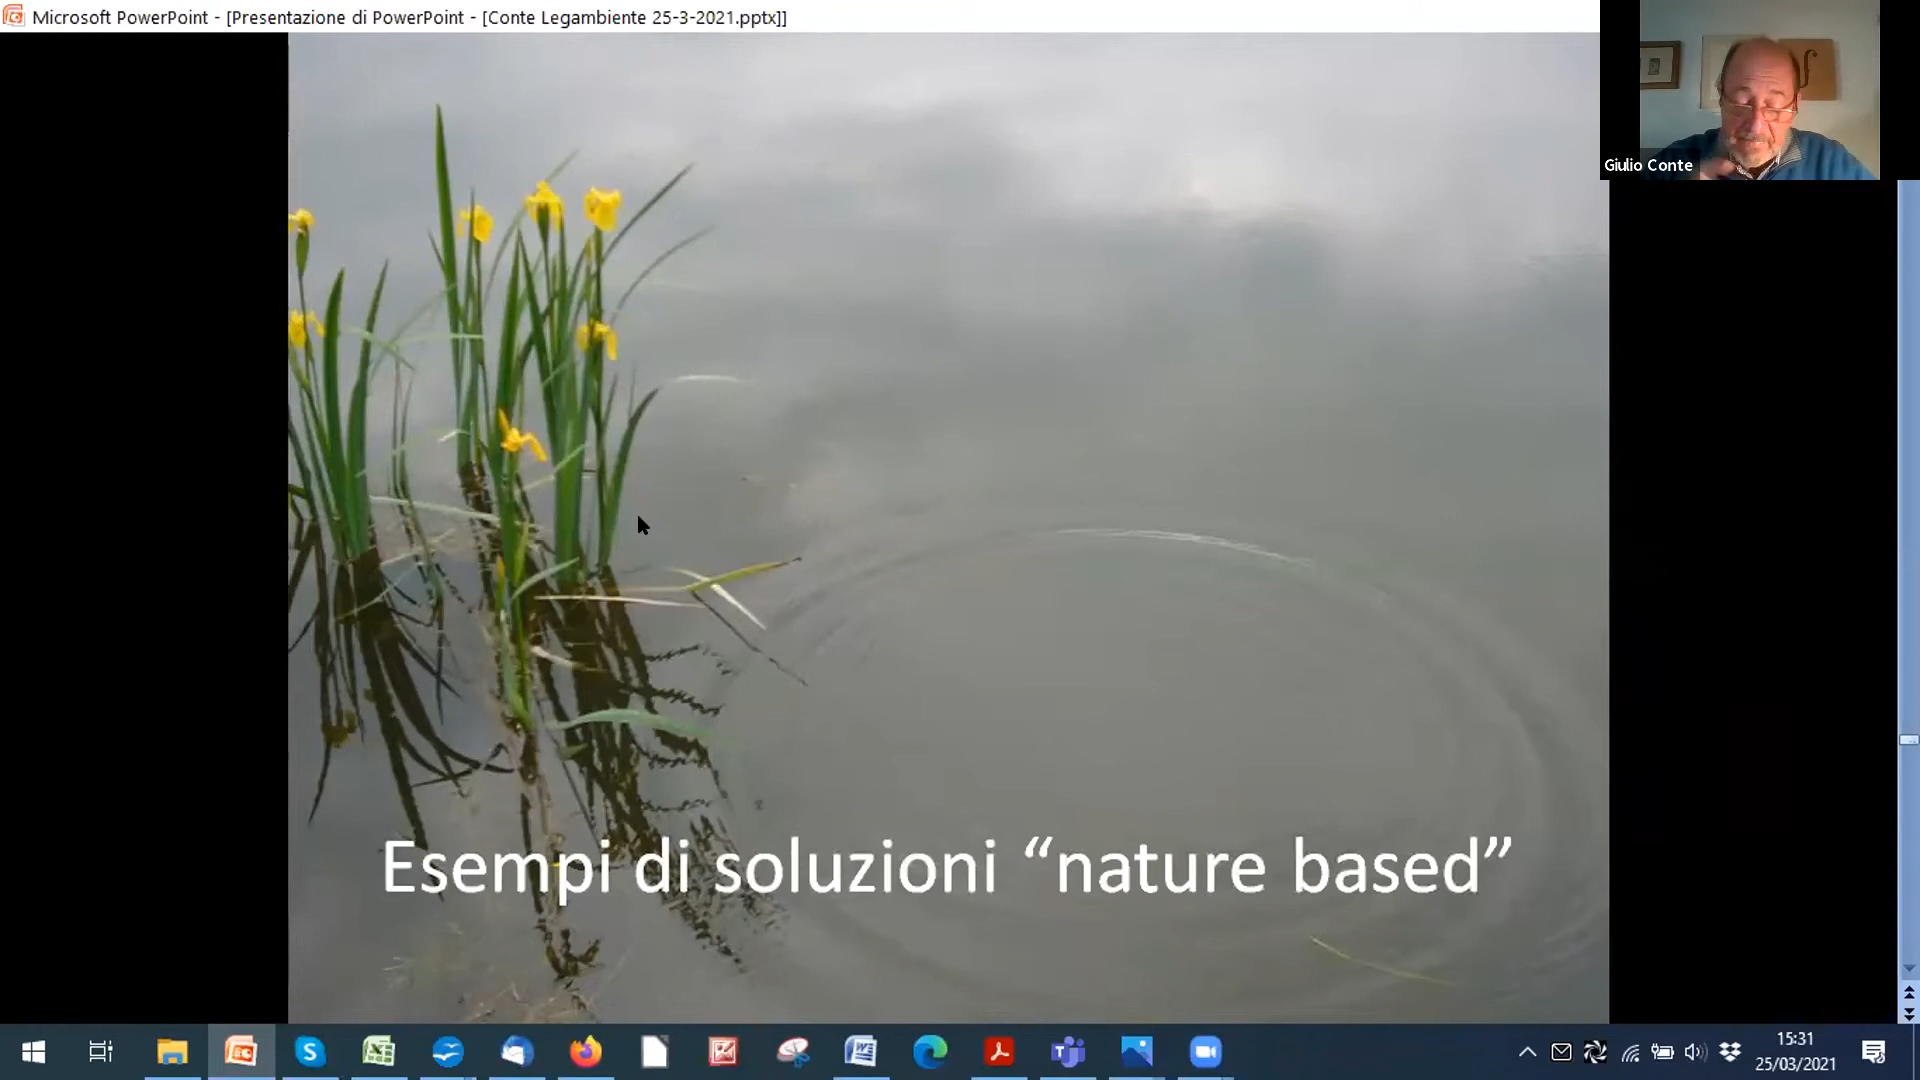 Microsoft PowerPoint - [Presentazione di PowerPoint - [Conte Legambiente 25-3-2021.pptx]]
Giulio Conte
Esempi di soluzioni “nature based”
15:31
25/03/2021